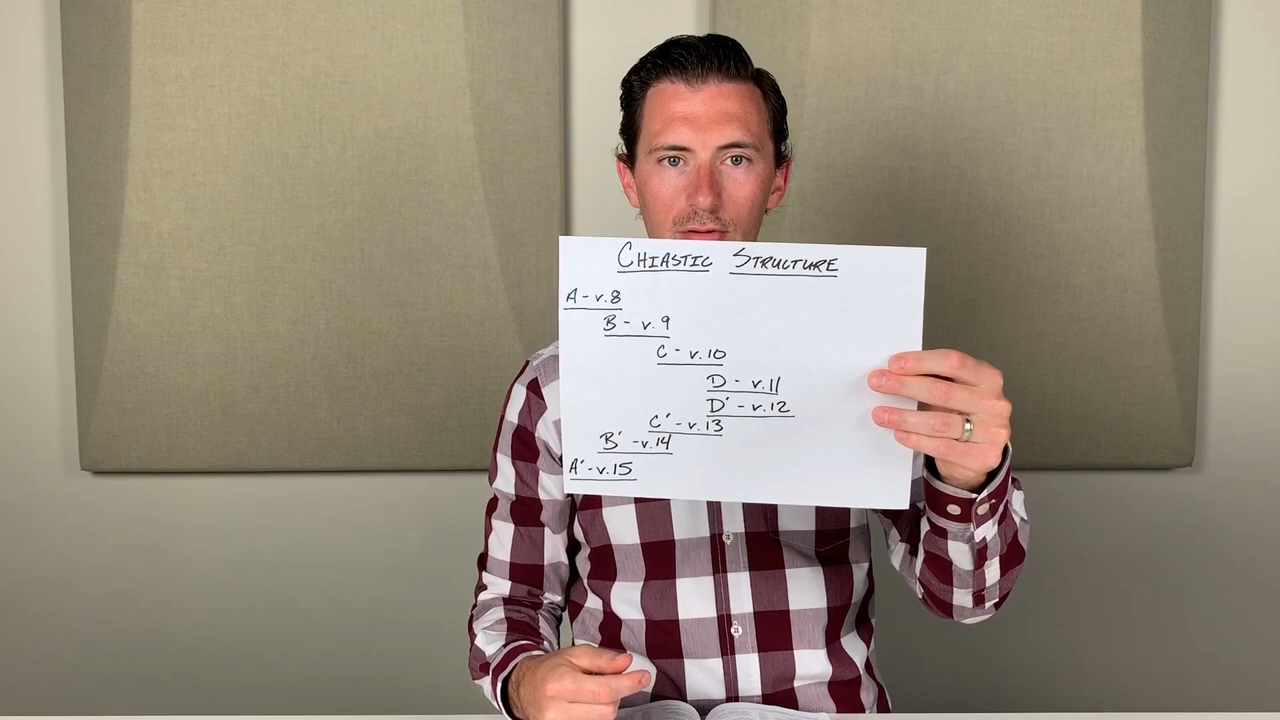 CHIASTIC STRUCTURE
A - v.8
B - v.9
C - v.10
D - v.11
D' - v.12
C' - v.13
B' - v.14
A' - v.15